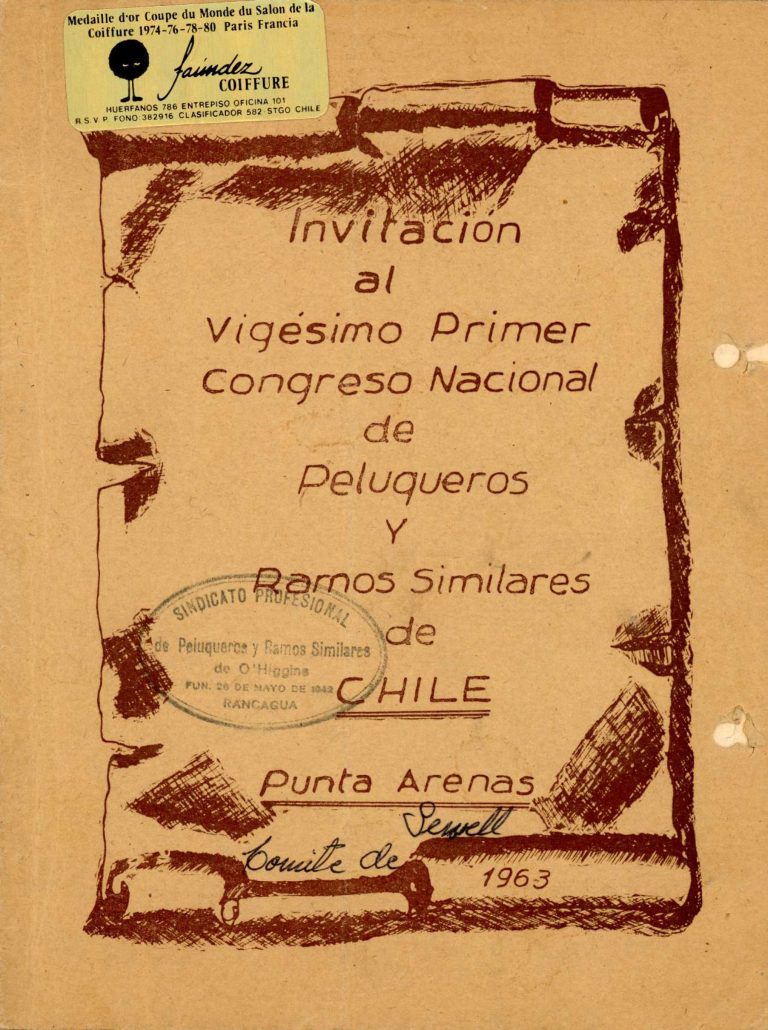 Medaille d'or Coupe du Monde du Salon de la
Coiffure 1974-76-78-80 Paris Francia
faúndez
COIFFURE
HUERFANOS 786 ENTREPISO OFICINA 101
R.S.V.P. FONO 382916 CLASIFICADOR 582 STGO CHILE
Invitación
al
Vigésimo Primer
Congreso Nacional
de
Peluqueros
Y
Ramos Similares
de
CHILE
SINDICATO PROFESIONAL
de Peluqueros y Ramos Similares
de O'Higgins
FUN. 26 DE MAYO DE 1942
RANCAGUA
Punta Arenas
Comite de Sewell
1963